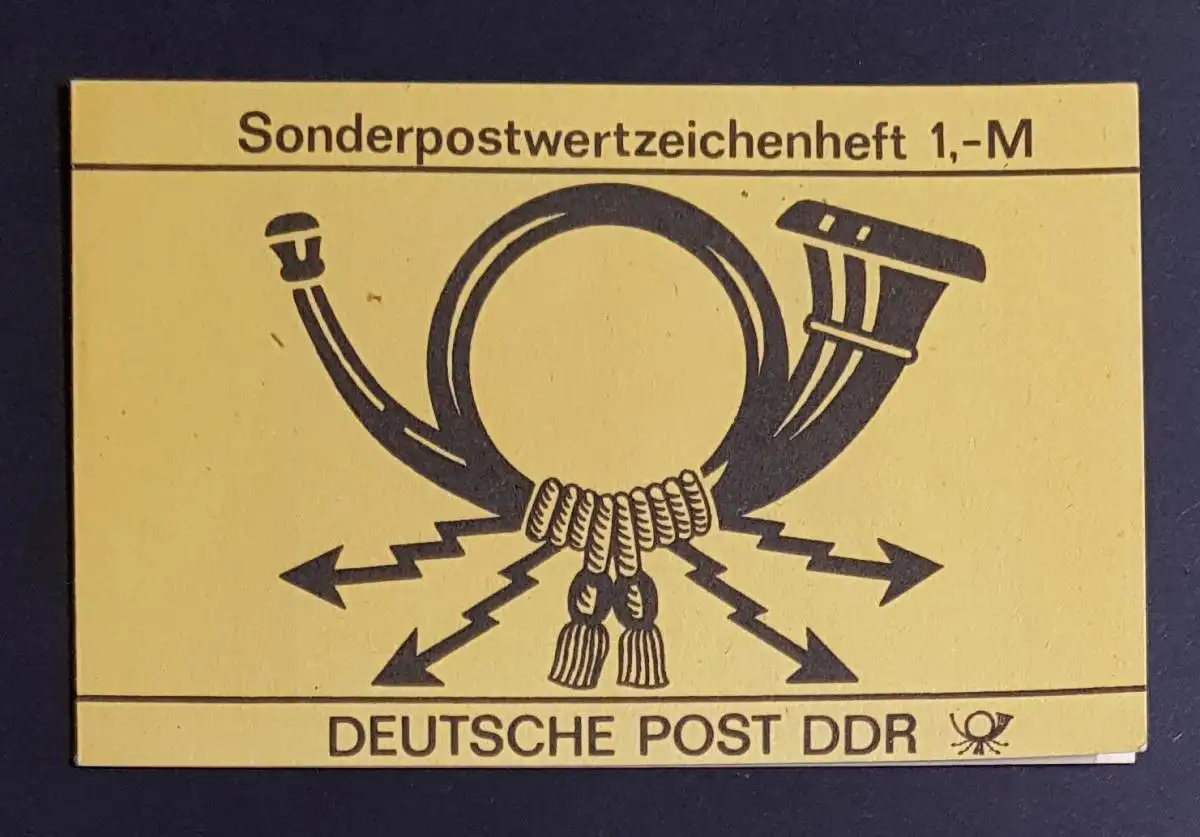 Sonderpostwertzeichenheft 1,-M
DEUTSCHE POST DDR